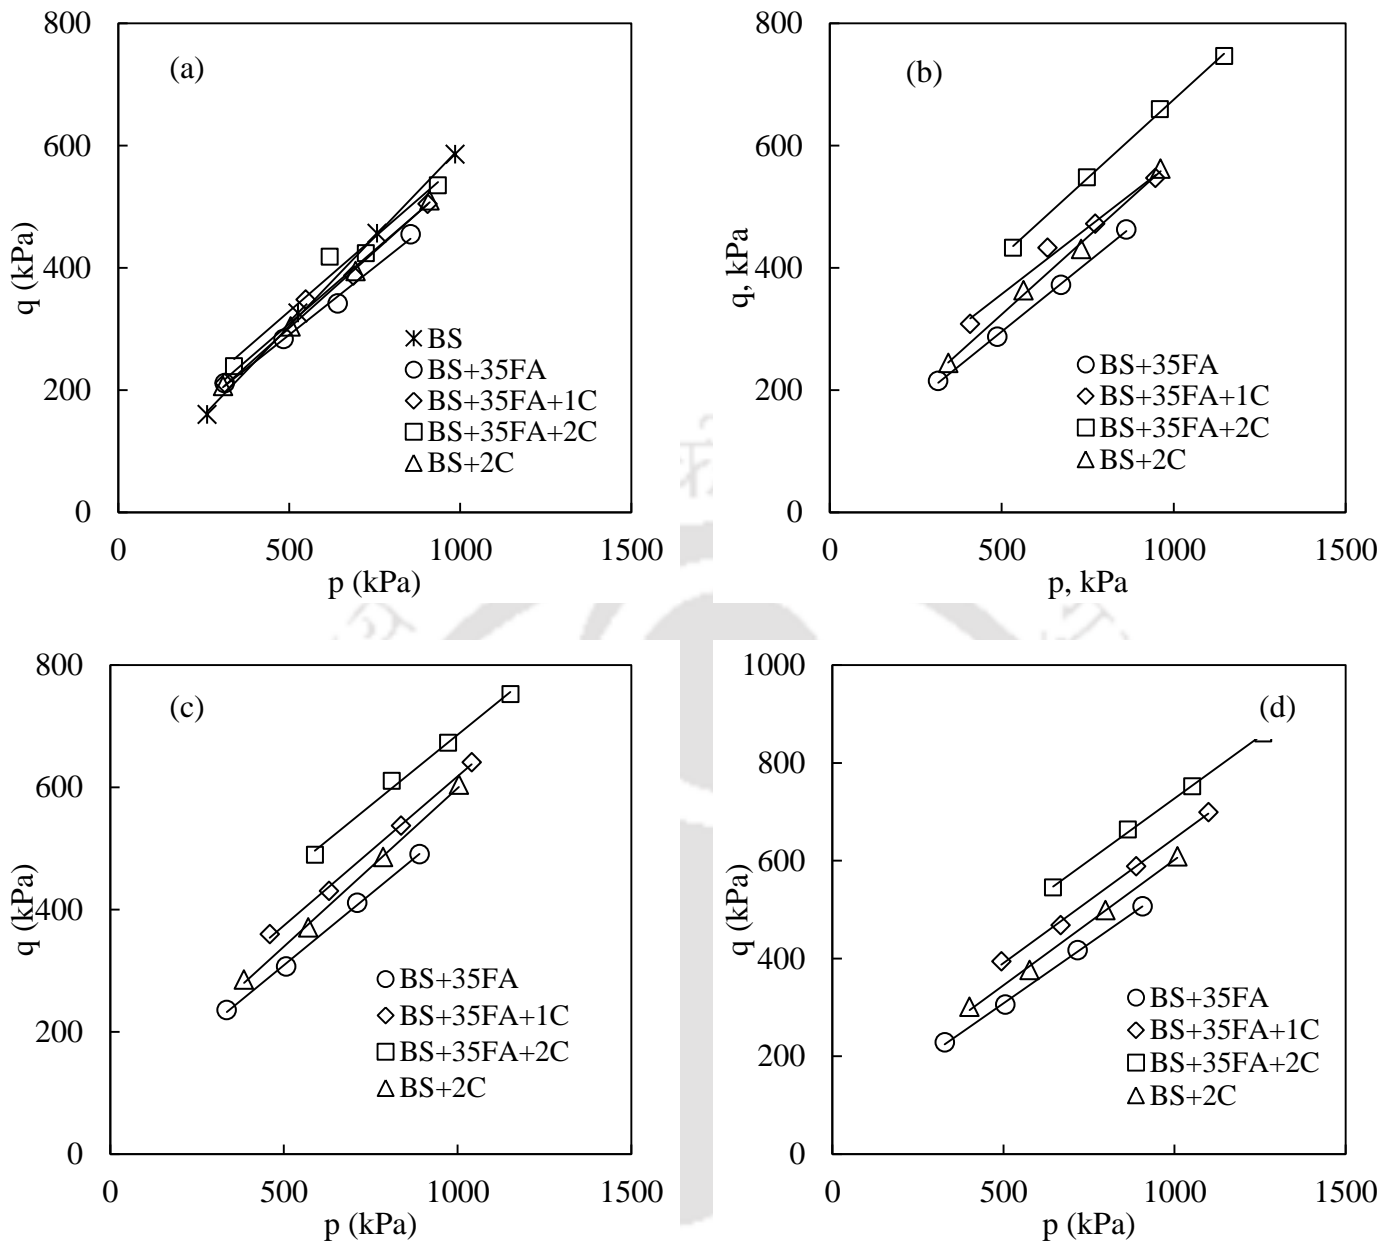 800
600
400
200
0
q (kPa)
(a)
BS
BS+35FA
BS+35FA+1C
BS+35FA+2C
BS+2C
0 500 1000 1500
p (kPa)
800
600
400
200
0
q, kPa
(b)
BS+35FA
BS+35FA+1C
BS+35FA+2C
BS+2C
0 500 1000 1500
p, kPa
800
600
400
200
0
q (kPa)
(c)
BS+35FA
BS+35FA+1C
BS+35FA+2C
BS+2C
0 500 1000 1500
p (kPa)
1000
800
600
400
200
0
q (kPa)
(d)
BS+35FA
BS+35FA+1C
BS+35FA+2C
BS+2C
0 500 1000 1500
p (kPa)